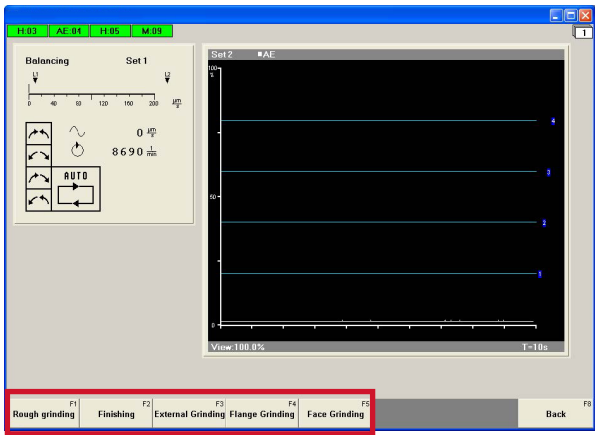 H:03 AE:04 H:05 M:09
1
Balancing Set 1
L1 L2
0 40 80 120 160 200 µm/s
0 µm/s
8690 1/min
AUTO
Set 2 AE
100
%
4
3
50
2
1
0
View:100.0% T=10s
F1 F2 F3 F4 F5 F8
Rough grinding Finishing External Grinding Flange Grinding Face Grinding Back